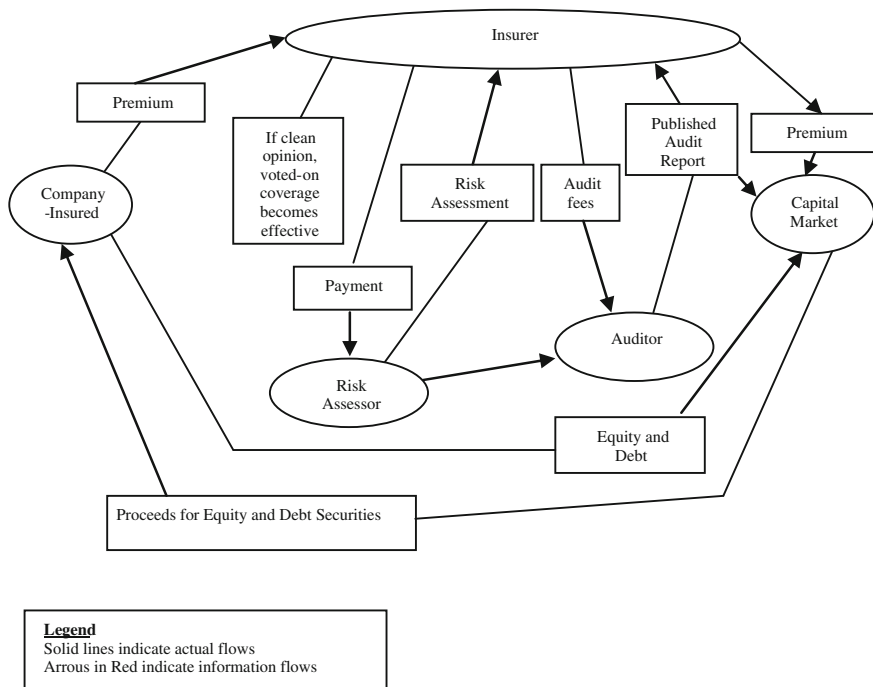 Insurer
Premium
If clean
opinion,
voted-on
coverage
becomes
effective
Risk
Assessment
Audit
fees
Published
Audit
Report
Premium
Company
-Insured
Capital
Market
Payment
Auditor
Risk
Assessor
Equity and
Debt
Proceeds for Equity and Debt Securities
Legend
Solid lines indicate actual flows
Arrous in Red indicate information flows